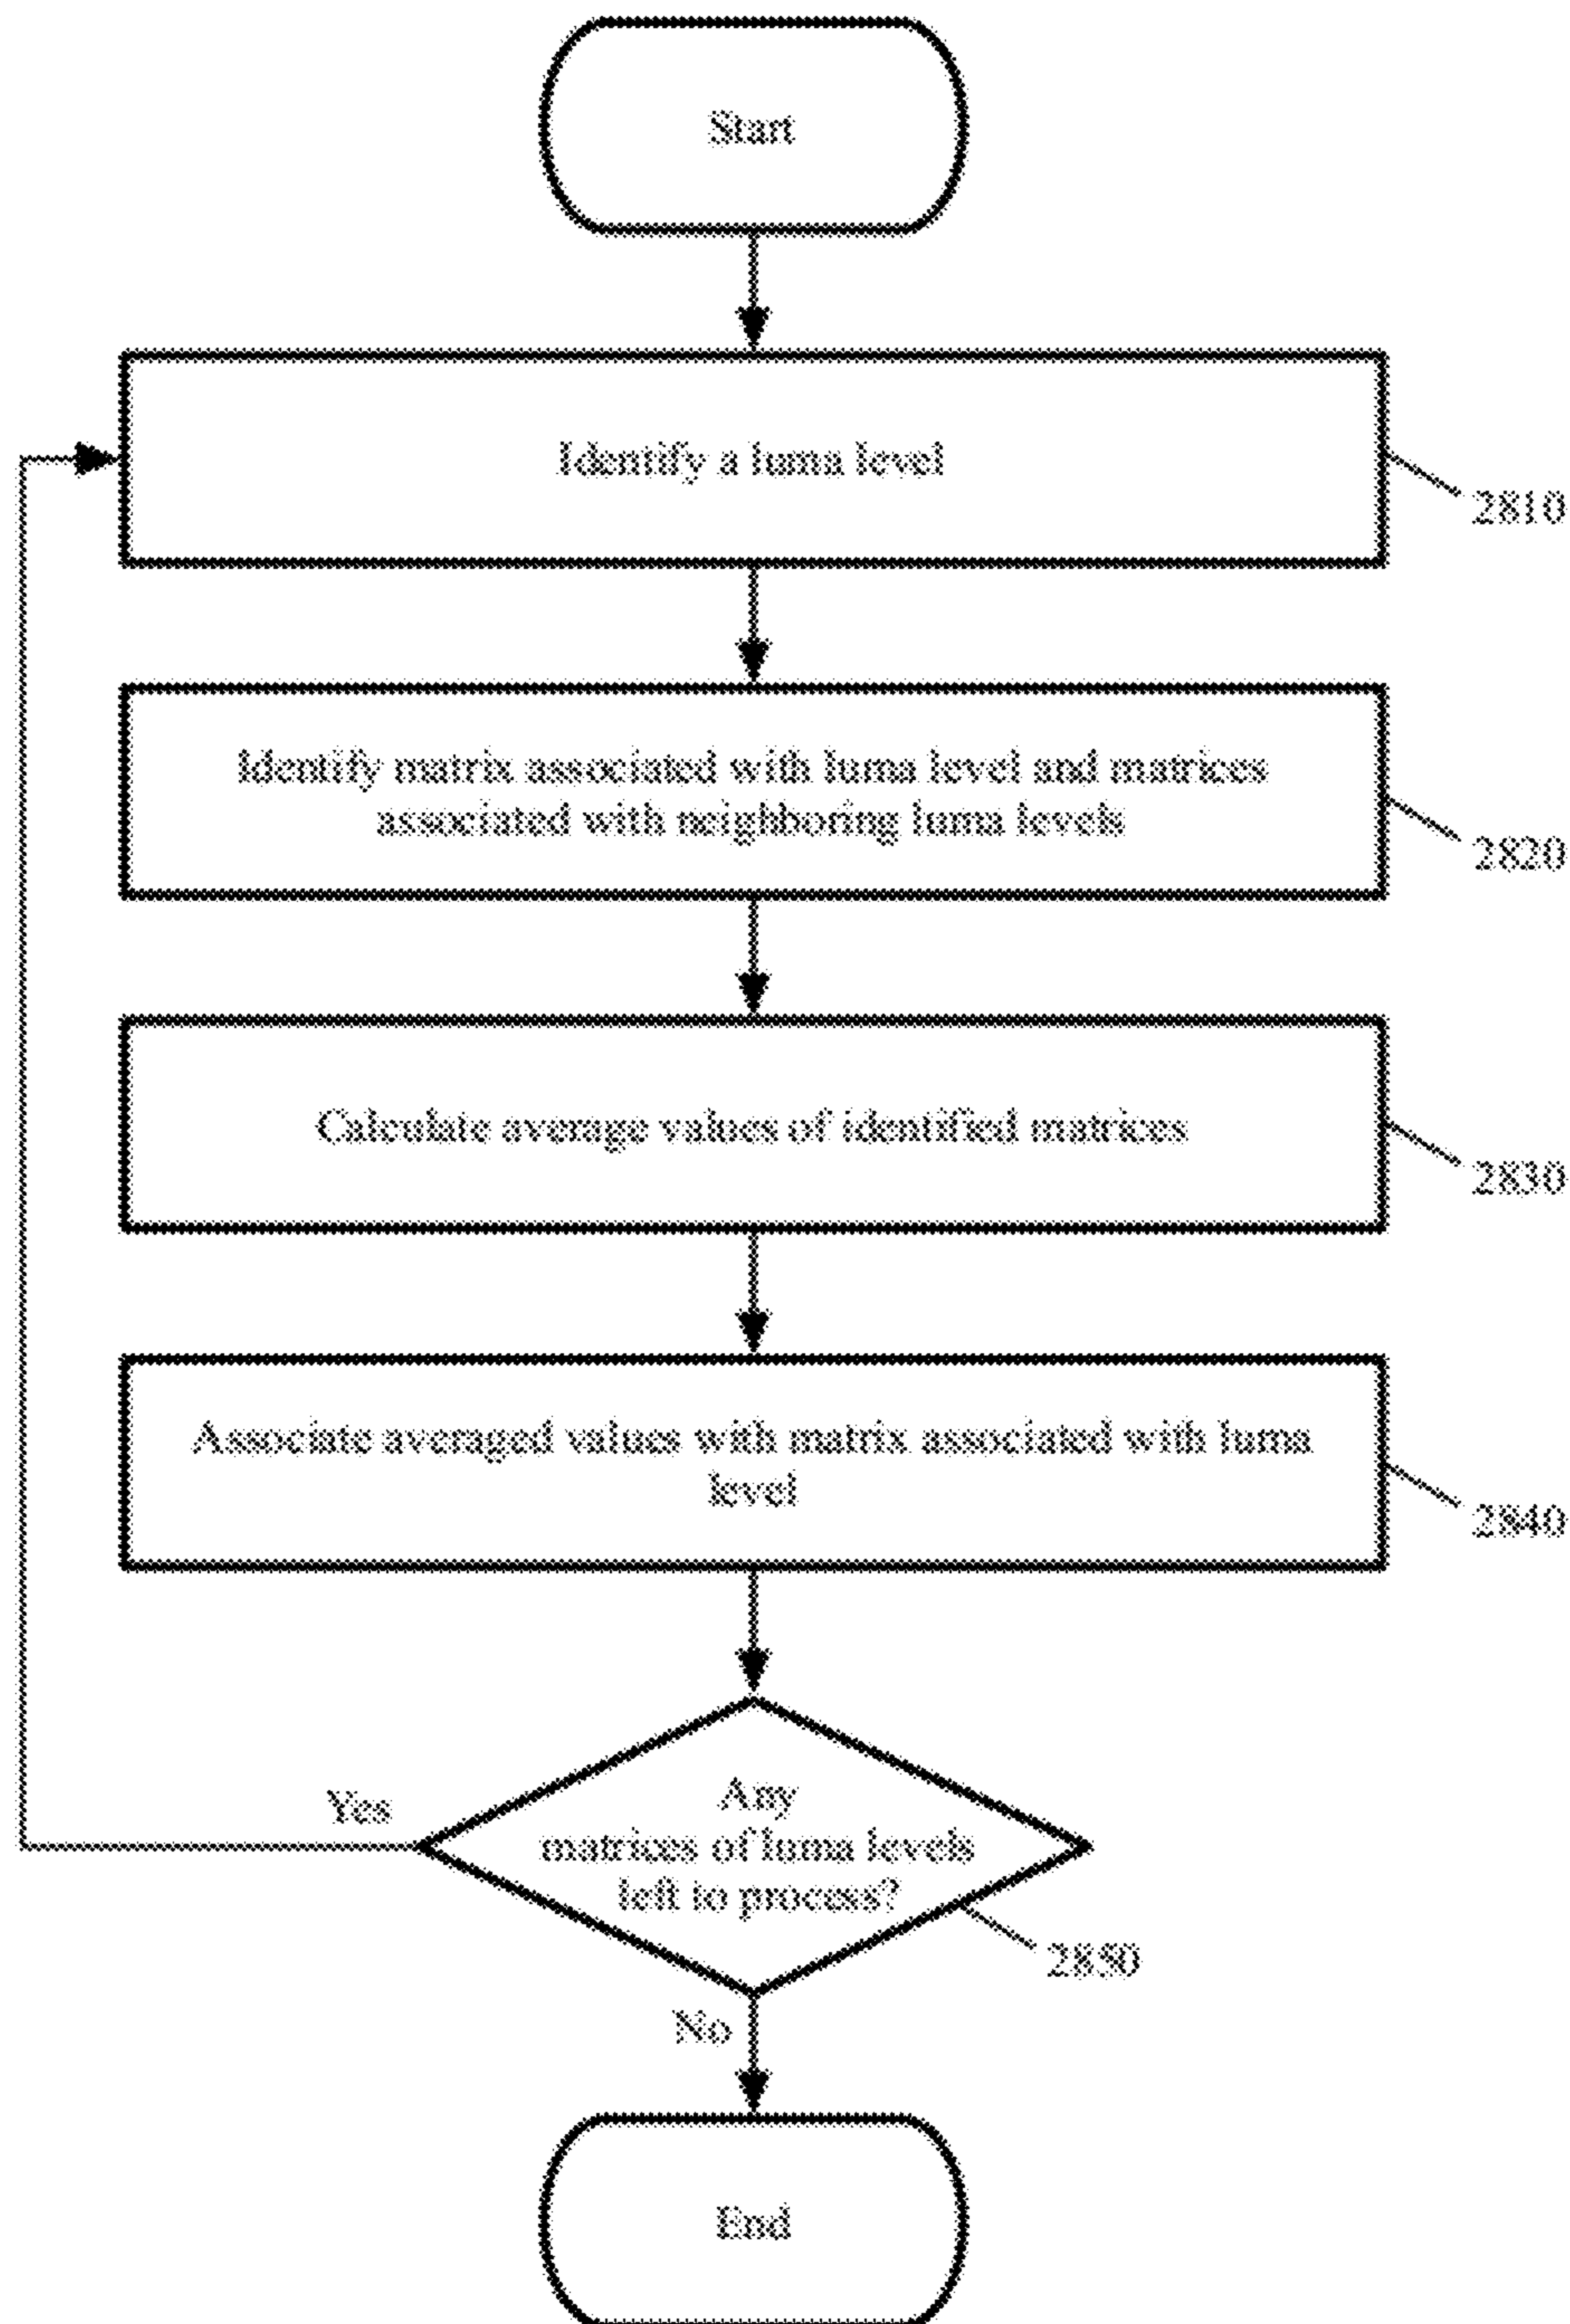 Start
Identify a luma level
2810
Identify matrix associated with luma level and matrices
associated with neighboring luma levels
2820
Calculate average values of identified matrices
2830
Associate averaged values with matrix associated with luma
level
2840
Yes
Any
matrices of luma levels
left to process?
2850
No
End